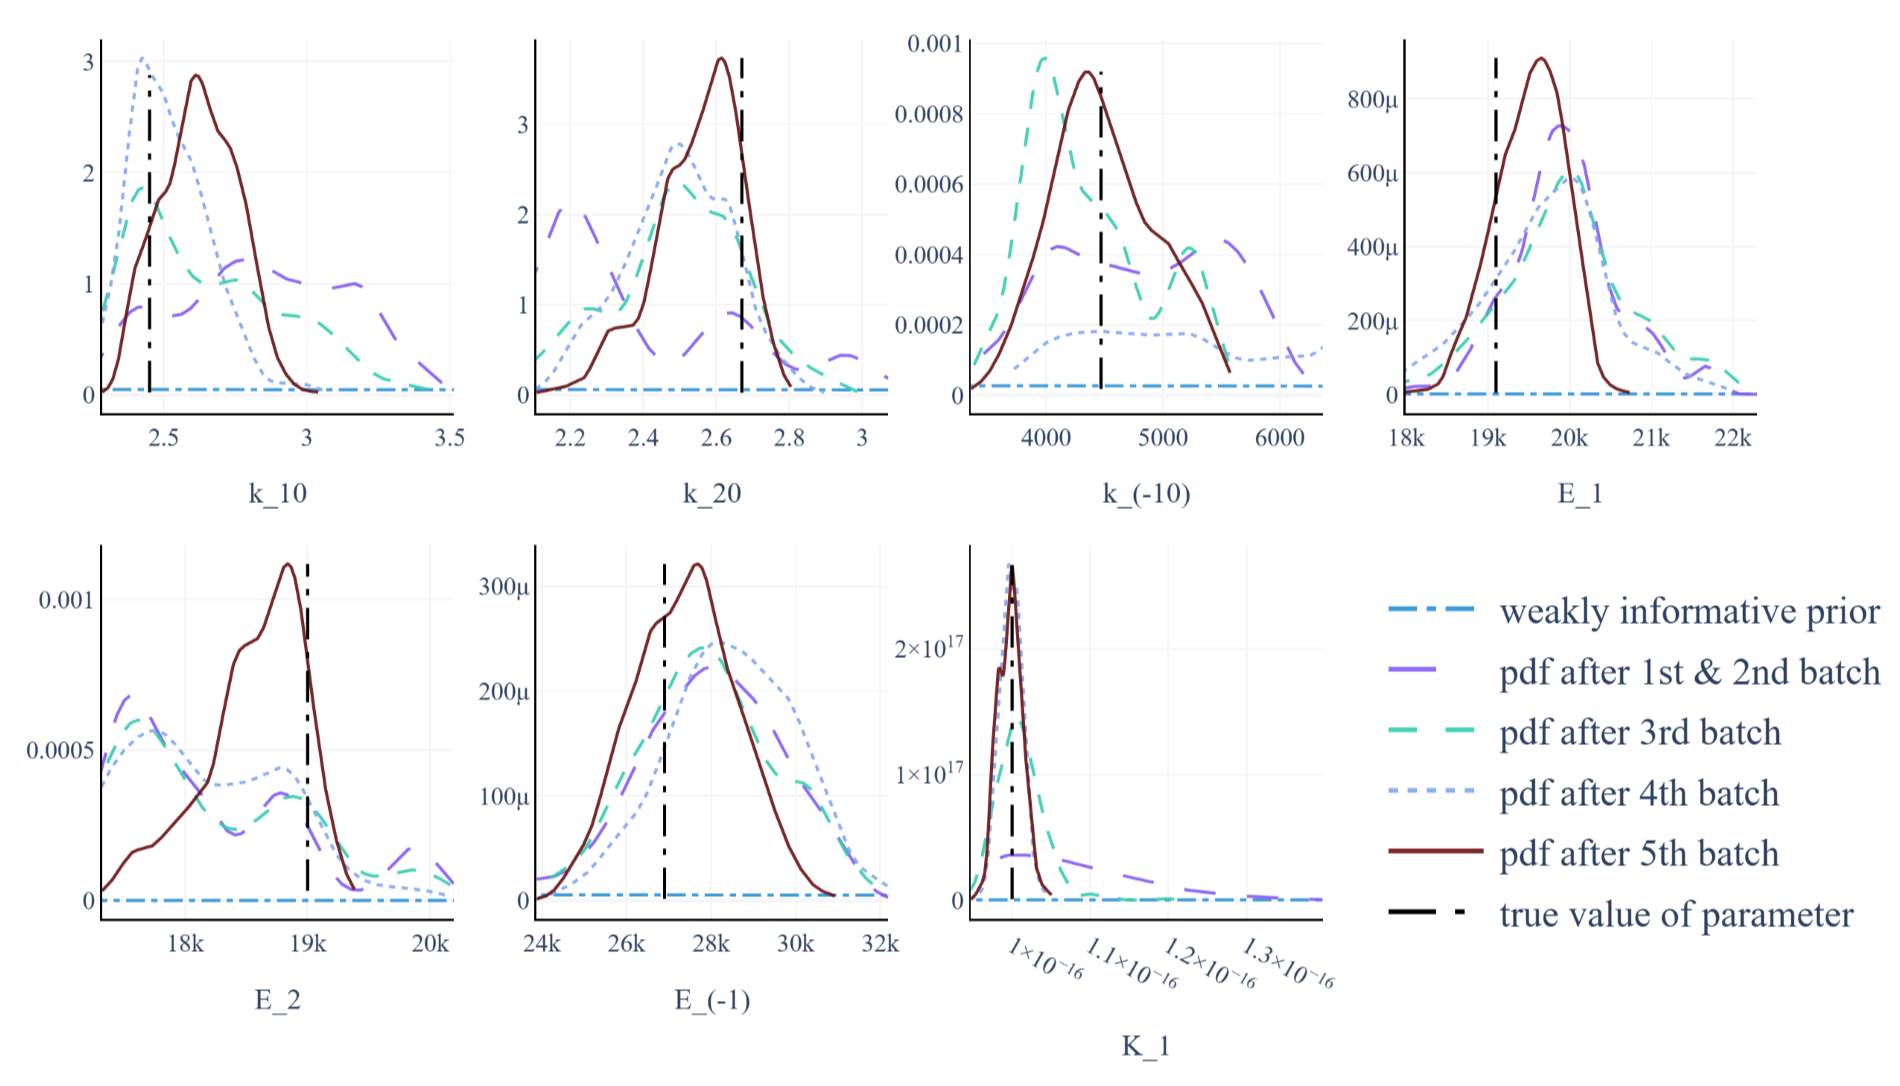 3
2
1
0
2.5 3 3.5
k_10
3
2
1
0
2.2 2.4 2.6 2.8 3
k_20
0.001
0.0008
0.0006
0.0004
0.0002
0
4000 5000 6000
k_(-10)
800μ
600μ
400μ
200μ
0
18k 19k 20k 21k 22k
E_1
0.001
0.0005
0
18k 19k 20k
E_2
300μ
200μ
100μ
0
24k 26k 28k 30k 32k
E_(-1)
2×10¹⁷
1×10¹⁷
0
1×10⁻¹⁶ 1.1×10⁻¹⁶ 1.2×10⁻¹⁶ 1.3×10⁻¹⁶
K_1
weakly informative prior
pdf after 1st & 2nd batch
pdf after 3rd batch
pdf after 4th batch
pdf after 5th batch
true value of parameter